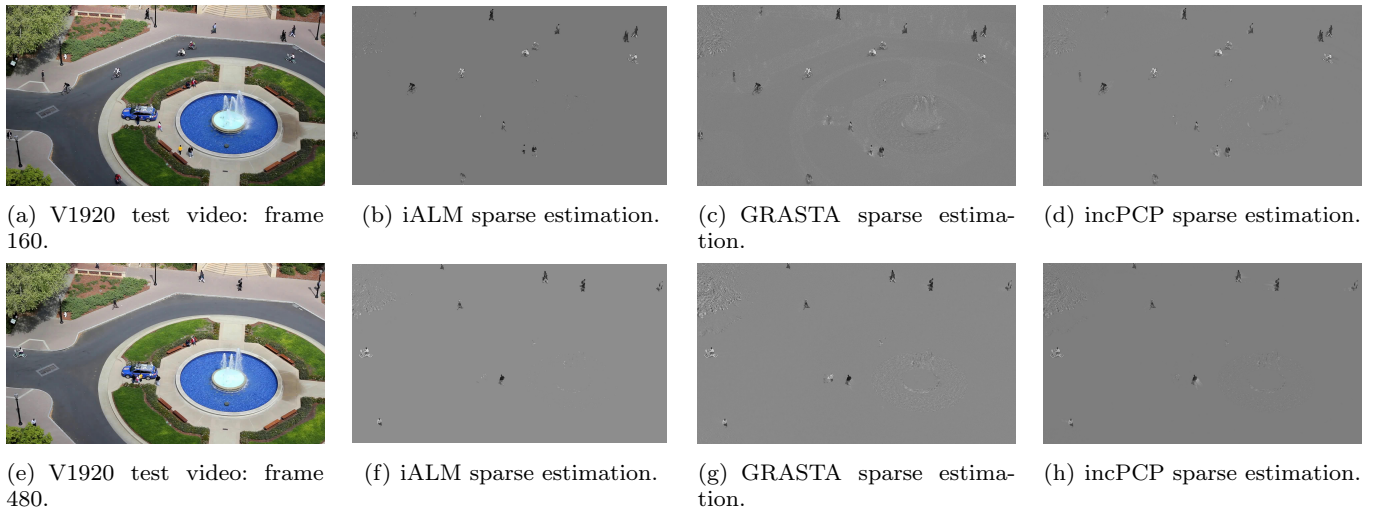 (a) V1920 test video: frame
160.
(b) iALM sparse estimation.
(c) GRASTA sparse estima-
tion.
(d) incPCP sparse estimation.
(e) V1920 test video: frame
480.
(f) iALM sparse estimation.
(g) GRASTA sparse estima-
tion.
(h) incPCP sparse estimation.